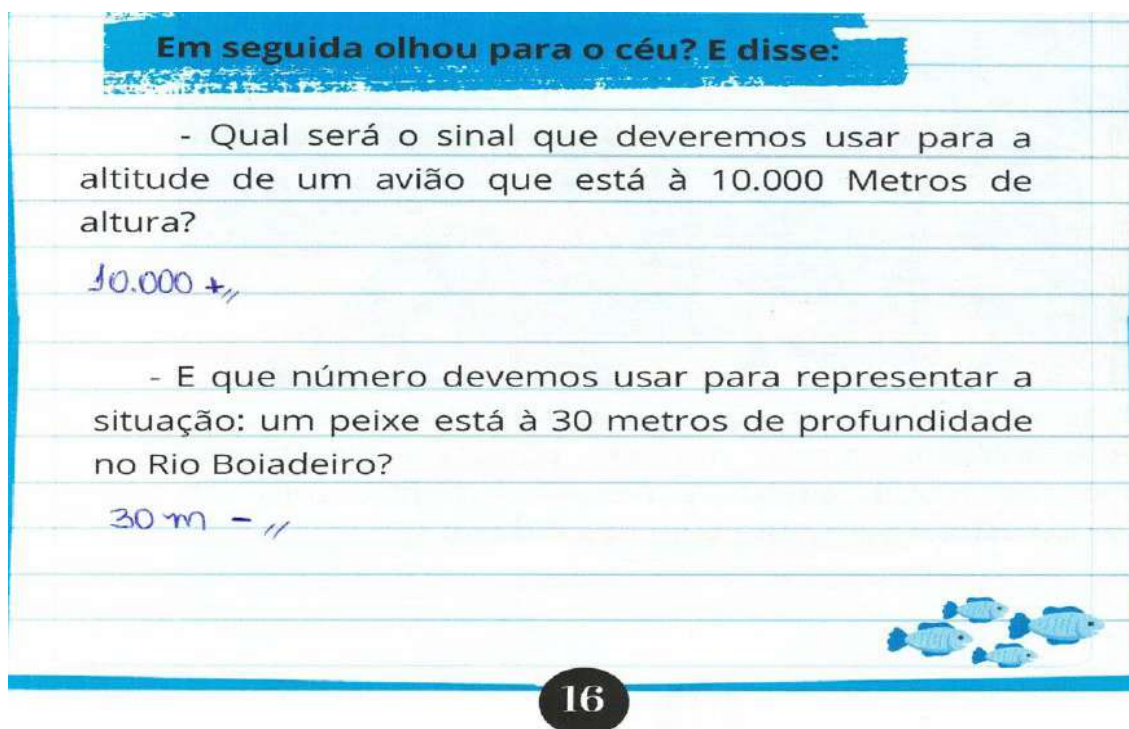 Em seguida olhou para o céu? E disse:
- Qual será o sinal que deveremos usar para a
altitude de um avião que está à 10.000 Metros de
altura?
10.000 +,,
- E que número devemos usar para representar a
situação: um peixe está à 30 metros de profundidade
no Rio Boiadeiro?
30 m - ,,
16